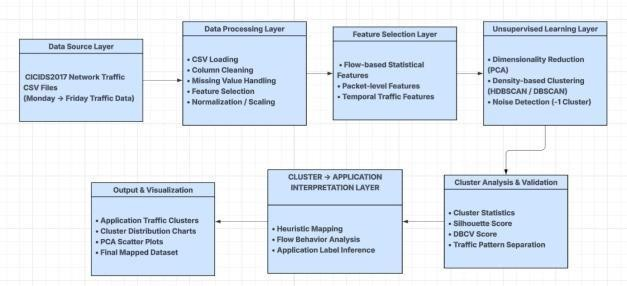 Data Source Layer
CICIDS2017 Network Traffic
CSV Files
(Monday → Friday Traffic Data)
Data Processing Layer
• CSV Loading
• Column Cleaning
• Missing Value Handling
• Feature Selection
• Normalization / Scaling
Feature Selection Layer
• Flow-based Statistical
Features
• Packet-level Features
• Temporal Traffic Features
Unsupervised Learning Layer
• Dimensionality Reduction
(PCA)
• Density-based Clustering
(HDBSCAN / DBSCAN)
• Noise Detection (-1 Cluster)
Cluster Analysis & Validation
• Cluster Statistics
• Silhouette Score
• DBCV Score
• Traffic Pattern Separation
CLUSTER → APPLICATION
INTERPRETATION LAYER
• Heuristic Mapping
• Flow Behavior Analysis
• Application Label Inference
Output & Visualization
• Application Traffic Clusters
• Cluster Distribution Charts
• PCA Scatter Plots
• Final Mapped Dataset